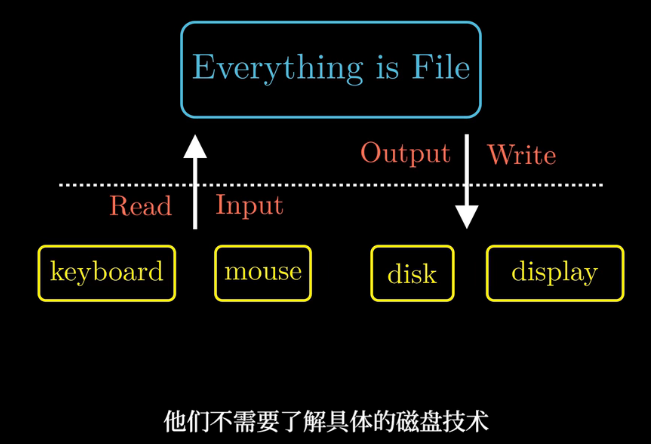 Everything is File
Output Write
Read Input
keyboard mouse disk display
他们不需要了解具体的磁盘技术